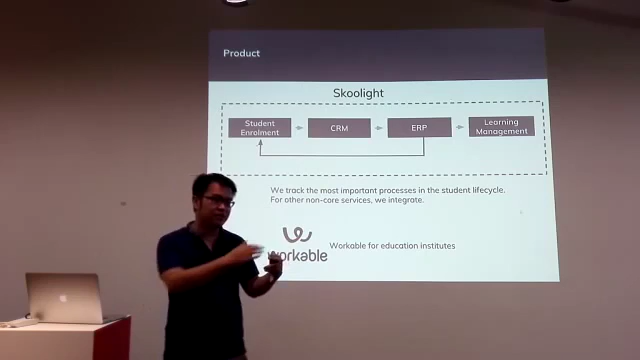 Product
Skoolight
Student
Enrolment
CRM
ERP
Learning
Management
We track the most important processes in the student lifecycle.
For other non-core services, we integrate.
workable
Workable for education institutes